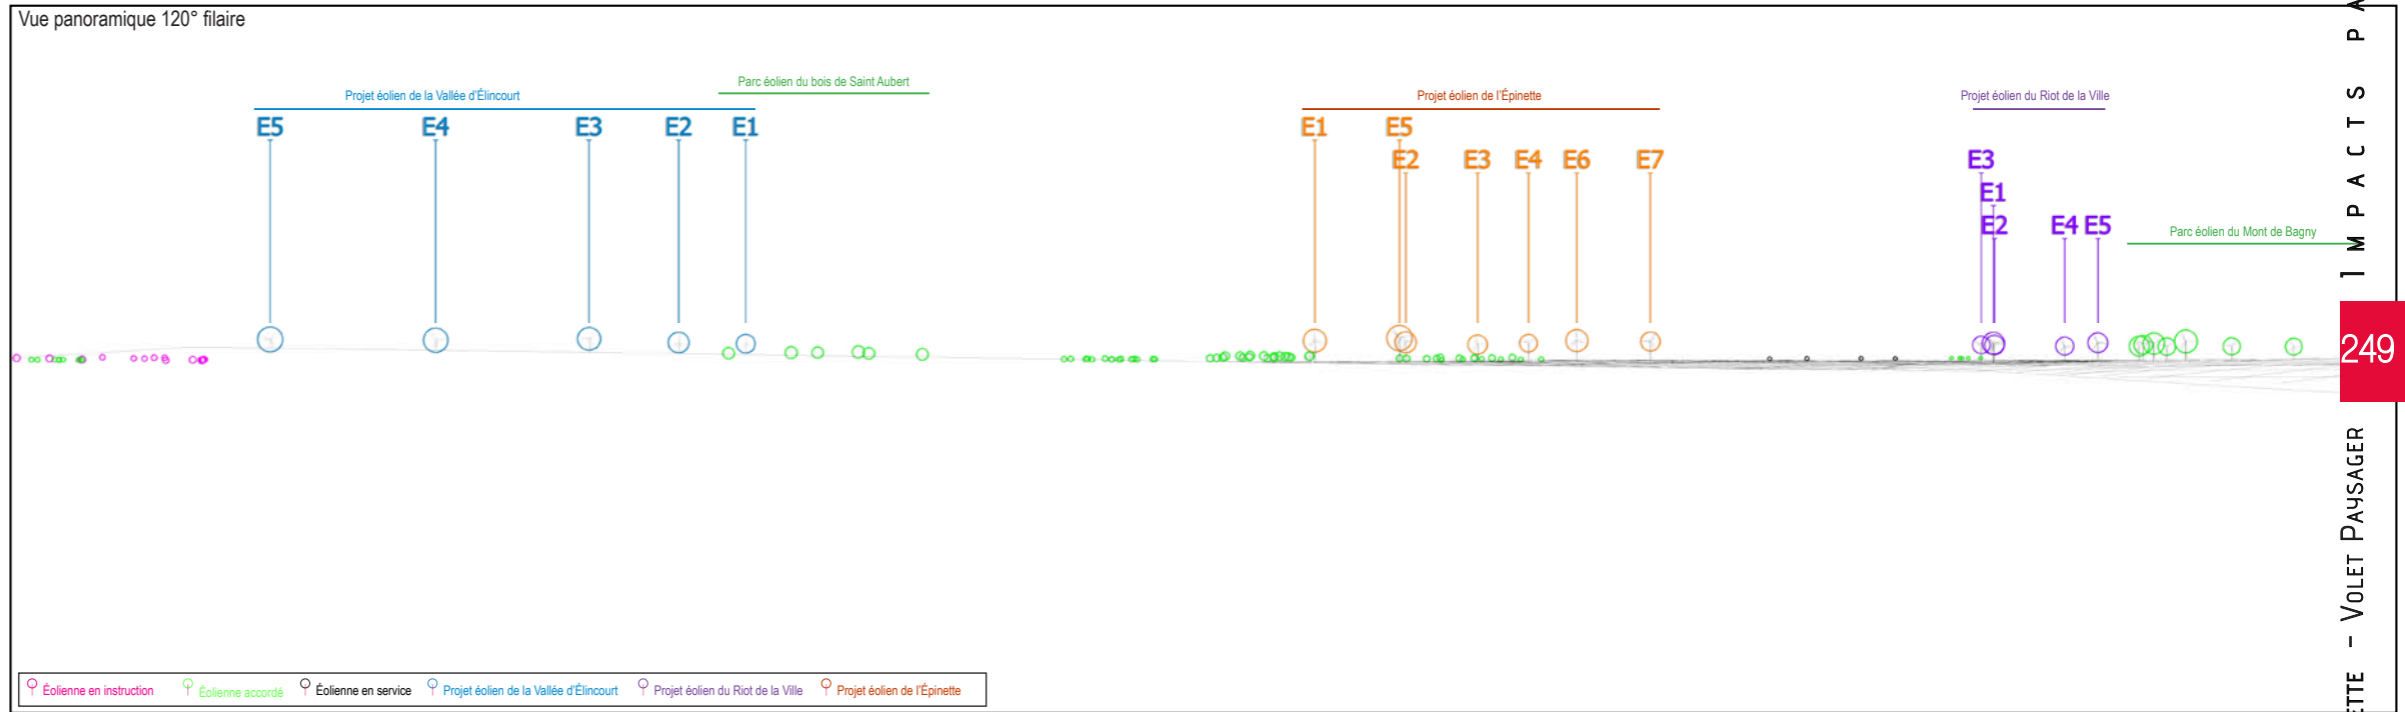 Vue panoramique 120° filaire
Parc éolien du bois de Saint Aubert
Projet éolien de la Vallée d'Élincourt
Projet éolien de l'Épinette
Projet éolien du Riot de la Ville
E5 E4 E3 E2 E1
E1 E5
E2 E3 E4 E6 E7
E3
E1
E2 E4 E5
Parc éolien du Mont de Bagny
IMPACTS PA
249
ETTE - VOLET PAYSAGER
Éolienne en instruction
Éolienne accordé
Éolienne en service
Projet éolien de la Vallée d'Élincourt
Projet éolien du Riot de la Ville
Projet éolien de l'Épinette